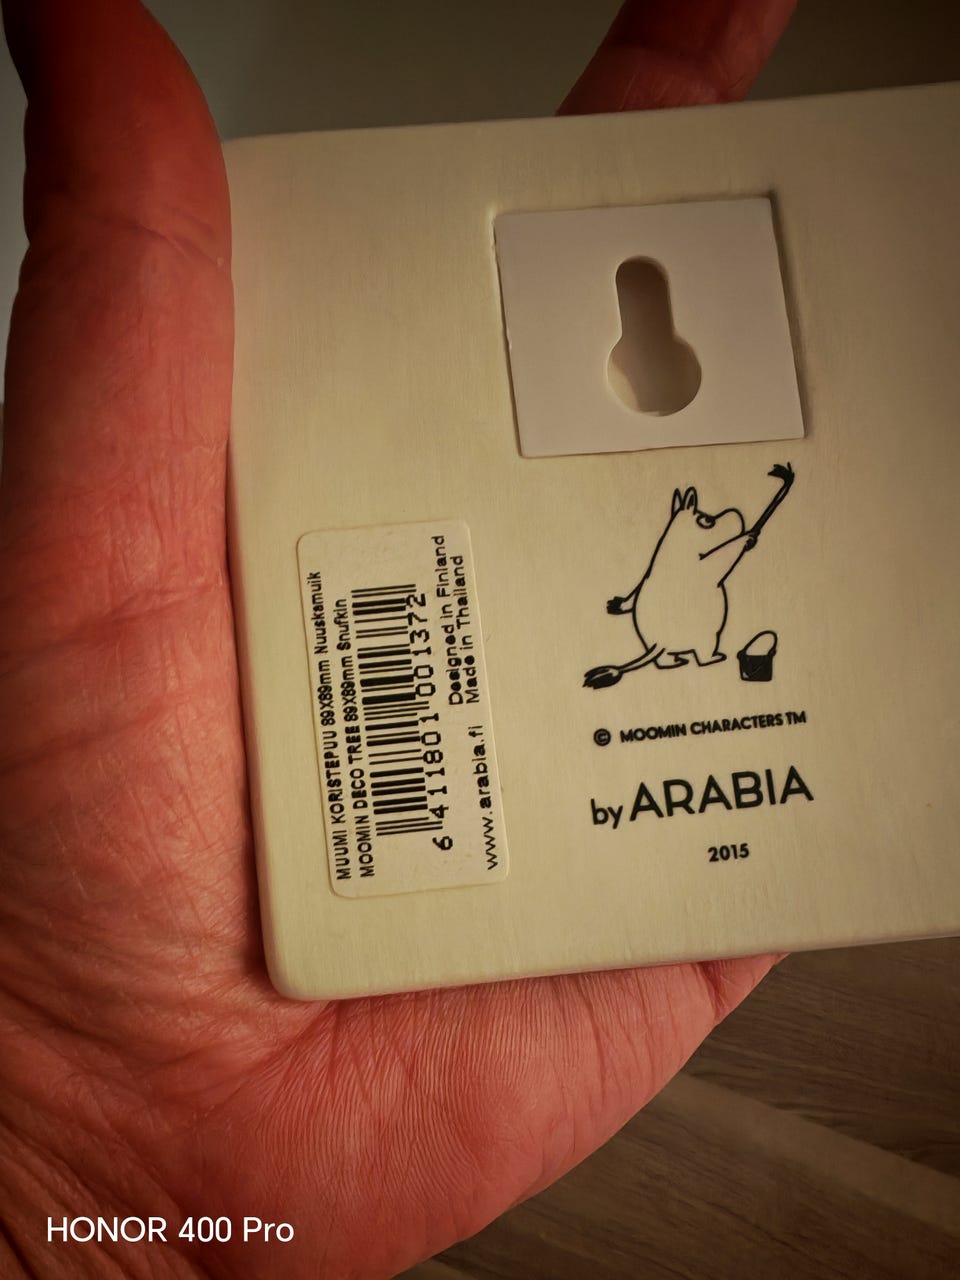 MUUMI KORISTEPUU 89X89mm Nuuskamuik
MOOMIN DECO TREE 89X89mm Snufkin
6 411801 001372
Designed in Finland
Made in Thailand
www.arabia.fi
© MOOMIN CHARACTERS TM
by ARABIA
2015
HONOR 400 Pro